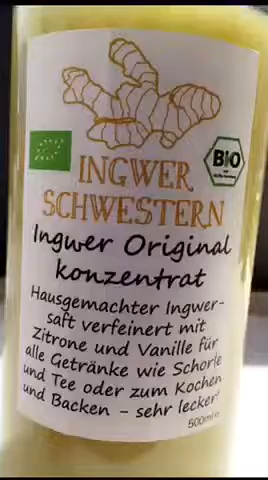 BIO
INGWER
SCHWESTERN
Ingwer Original
konzentrat
Hausgemachter Ingwer-
saft verfeinert mit
Zitrone und Vanille für
alle Getränke wie Schorle
und Tee oder zum Kochen
und Backen - sehr lecker!
500ml e